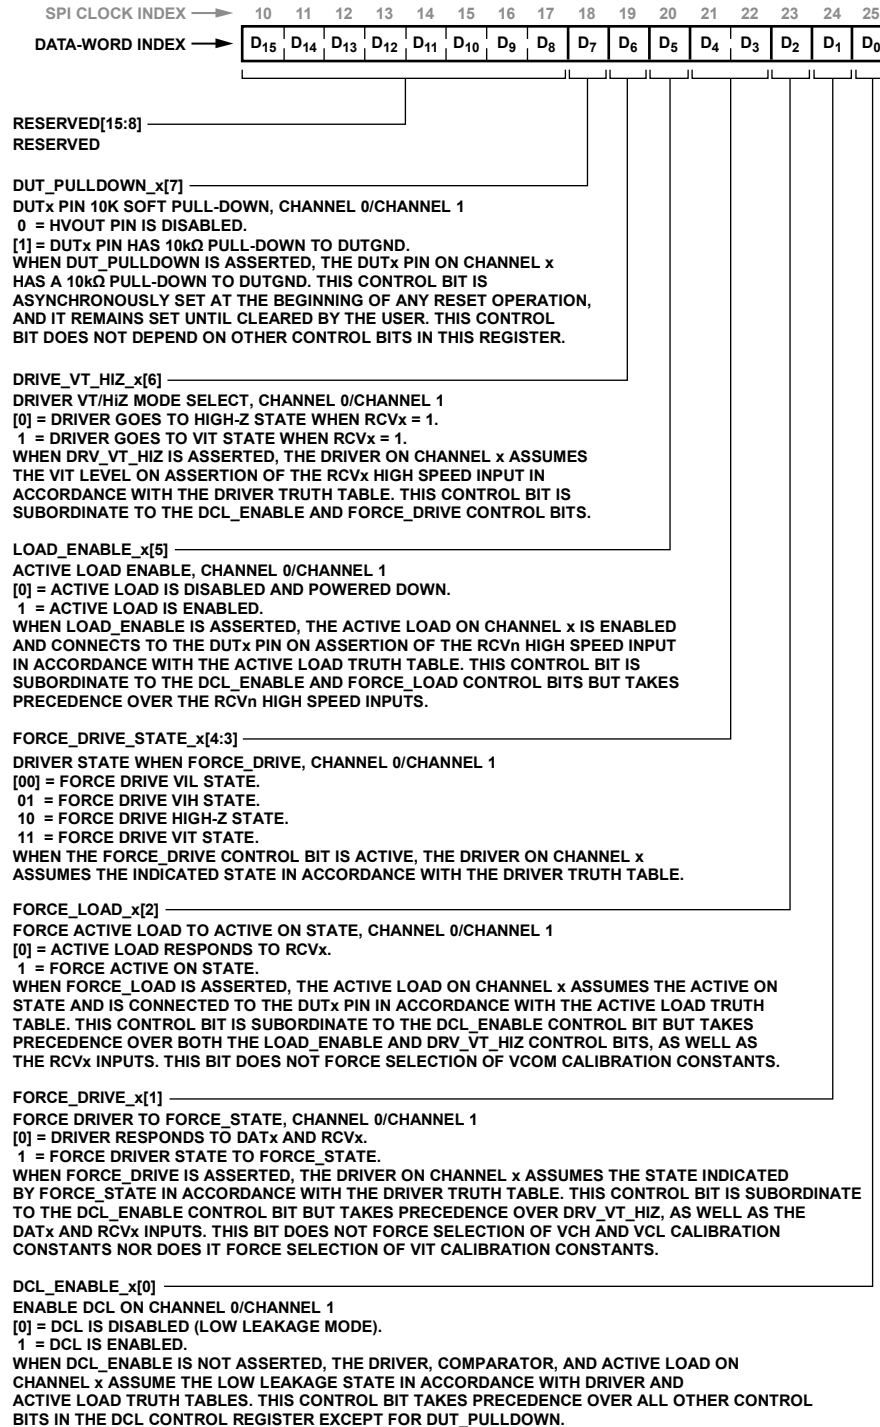 SPI CLOCK INDEX 10 11 12 13 14 15 16 17 18 19 20 21 22 23 24 25
DATA-WORD INDEX D15 D14 D13 D12 D11 D10 D9 D8 D7 D6 D5 D4 D3 D2 D1 D0
RESERVED[15:8]
RESERVED
DUT_PULLDOWN_x[7]
DUTx PIN 10K SOFT PULL-DOWN, CHANNEL 0/CHANNEL 1
0 = HVOUT PIN IS DISABLED.
[1] = DUTx PIN HAS 10kΩ PULL-DOWN TO DUTGND.
WHEN DUT_PULLDOWN IS ASSERTED, THE DUTx PIN ON CHANNEL x
HAS A 10kΩ PULL-DOWN TO DUTGND. THIS CONTROL BIT IS
ASYNCHRONOUSLY SET AT THE BEGINNING OF ANY RESET OPERATION,
AND IT REMAINS SET UNTIL CLEARED BY THE USER. THIS CONTROL
BIT DOES NOT DEPEND ON OTHER CONTROL BITS IN THIS REGISTER.
DRIVE_VT_HIZ_x[6]
DRIVER VT/HiZ MODE SELECT, CHANNEL 0/CHANNEL 1
[0] = DRIVER GOES TO HIGH-Z STATE WHEN RCVx = 1.
1 = DRIVER GOES TO VIT STATE WHEN RCVx = 1.
WHEN DRV_VT_HIZ IS ASSERTED, THE DRIVER ON CHANNEL x ASSUMES
THE VIT LEVEL ON ASSERTION OF THE RCVx HIGH SPEED INPUT IN
ACCORDANCE WITH THE DRIVER TRUTH TABLE. THIS CONTROL BIT IS
SUBORDINATE TO THE DCL_ENABLE AND FORCE_DRIVE CONTROL BITS.
LOAD_ENABLE_x[5]
ACTIVE LOAD ENABLE, CHANNEL 0/CHANNEL 1
[0] = ACTIVE LOAD IS DISABLED AND POWERED DOWN.
1 = ACTIVE LOAD IS ENABLED.
WHEN LOAD_ENABLE IS ASSERTED, THE ACTIVE LOAD ON CHANNEL x IS ENABLED
AND CONNECTS TO THE DUTx PIN ON ASSERTION OF THE RCVn HIGH SPEED INPUT
IN ACCORDANCE WITH THE ACTIVE LOAD TRUTH TABLE. THIS CONTROL BIT IS
SUBORDINATE TO THE DCL_ENABLE AND FORCE_LOAD CONTROL BITS BUT TAKES
PRECEDENCE OVER THE RCVn HIGH SPEED INPUTS.
FORCE_DRIVE_STATE_x[4:3]
DRIVER STATE WHEN FORCE_DRIVE, CHANNEL 0/CHANNEL 1
[00] = FORCE DRIVE VIL STATE.
01 = FORCE DRIVE VIH STATE.
10 = FORCE DRIVE HIGH-Z STATE.
11 = FORCE DRIVE VIT STATE.
WHEN THE FORCE_DRIVE CONTROL BIT IS ACTIVE, THE DRIVER ON CHANNEL x
ASSUMES THE INDICATED STATE IN ACCORDANCE WITH THE DRIVER TRUTH TABLE.
FORCE_LOAD_x[2]
FORCE ACTIVE LOAD TO ACTIVE ON STATE, CHANNEL 0/CHANNEL 1
[0] = ACTIVE LOAD RESPONDS TO RCVx.
1 = FORCE ACTIVE ON STATE.
WHEN FORCE_LOAD IS ASSERTED, THE ACTIVE LOAD ON CHANNEL x ASSUMES THE ACTIVE ON
STATE AND IS CONNECTED TO THE DUTx PIN IN ACCORDANCE WITH THE ACTIVE LOAD TRUTH
TABLE. THIS CONTROL BIT IS SUBORDINATE TO THE DCL_ENABLE CONTROL BIT BUT TAKES
PRECEDENCE OVER BOTH THE LOAD_ENABLE AND DRV_VT_HIZ CONTROL BITS, AS WELL AS
THE RCVx INPUTS. THIS BIT DOES NOT FORCE SELECTION OF VCOM CALIBRATION CONSTANTS.
FORCE_DRIVE_x[1]
FORCE DRIVER TO FORCE_STATE, CHANNEL 0/CHANNEL 1
[0] = DRIVER RESPONDS TO DATx AND RCVx.
1 = FORCE DRIVER STATE TO FORCE_STATE.
WHEN FORCE_DRIVE IS ASSERTED, THE DRIVER ON CHANNEL x ASSUMES THE STATE INDICATED
BY FORCE_STATE IN ACCORDANCE WITH THE DRIVER TRUTH TABLE. THIS CONTROL BIT IS SUBORDINATE
TO THE DCL_ENABLE CONTROL BIT BUT TAKES PRECEDENCE OVER DRV_VT_HIZ, AS WELL AS THE
DATx AND RCVx INPUTS. THIS BIT DOES NOT FORCE SELECTION OF VCH AND VCL CALIBRATION
CONSTANTS NOR DOES IT FORCE SELECTION OF VIT CALIBRATION CONSTANTS.
DCL_ENABLE_x[0]
ENABLE DCL ON CHANNEL 0/CHANNEL 1
[0] = DCL IS DISABLED (LOW LEAKAGE MODE).
1 = DCL IS ENABLED.
WHEN DCL_ENABLE IS NOT ASSERTED, THE DRIVER, COMPARATOR, AND ACTIVE LOAD ON
CHANNEL x ASSUME THE LOW LEAKAGE STATE IN ACCORDANCE WITH DRIVER AND
ACTIVE LOAD TRUTH TABLES. THIS CONTROL BIT TAKES PRECEDENCE OVER ALL OTHER CONTROL
BITS IN THE DCL CONTROL REGISTER EXCEPT FOR DUT_PULLDOWN.